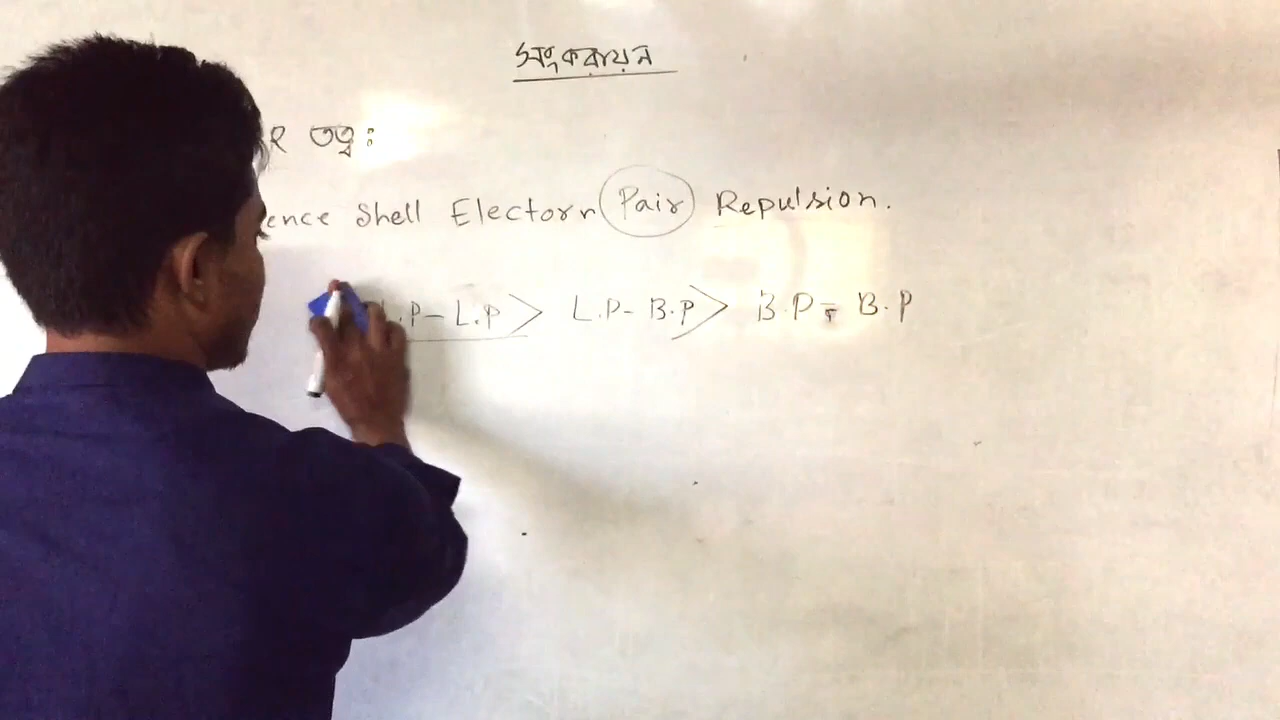 সংকরায়ন
তত্ত্ব :
ence Shell Electorn Pair Repulsion.
L.P - L.P > L.P - B.P > B.P - B.P